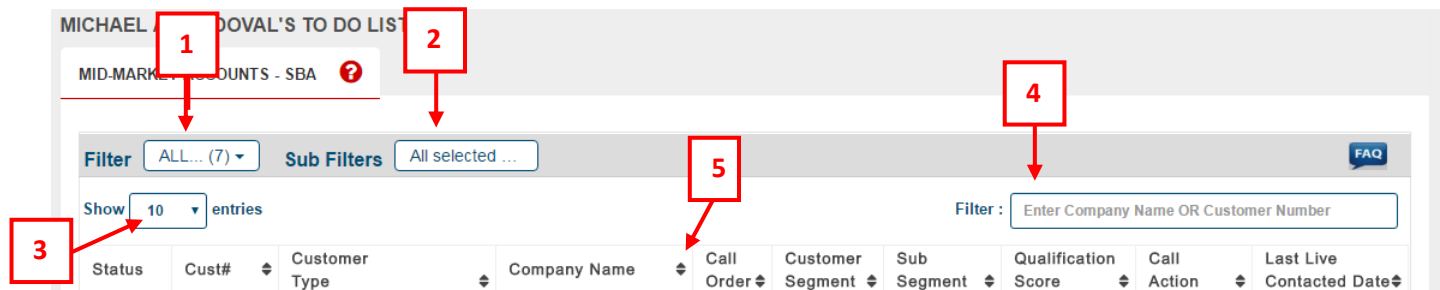 MICHAEL A DOVAL'S TO DO LIST
1
2
MID-MARKE OUNTS - SBA ?
4
Filter ALL... (7) Sub Filters All selected ... FAQ
5
Show 10 entries Filter : Enter Company Name OR Customer Number
3
Status Cust# Customer Type Company Name Call Order Customer Segment Sub Segment Qualification Score Call Action Last Live Contacted Date